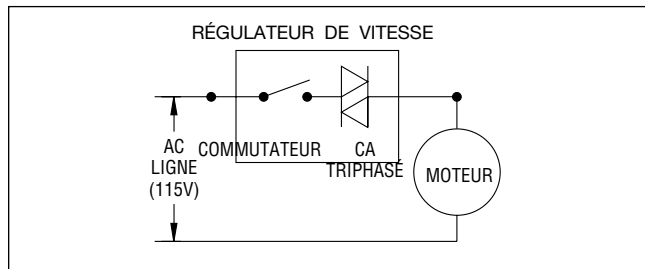 RÉGULATEUR DE VITESSE
AC
LIGNE
(115V)
COMMUTATEUR
CA
TRIPHASÉ
MOTEUR